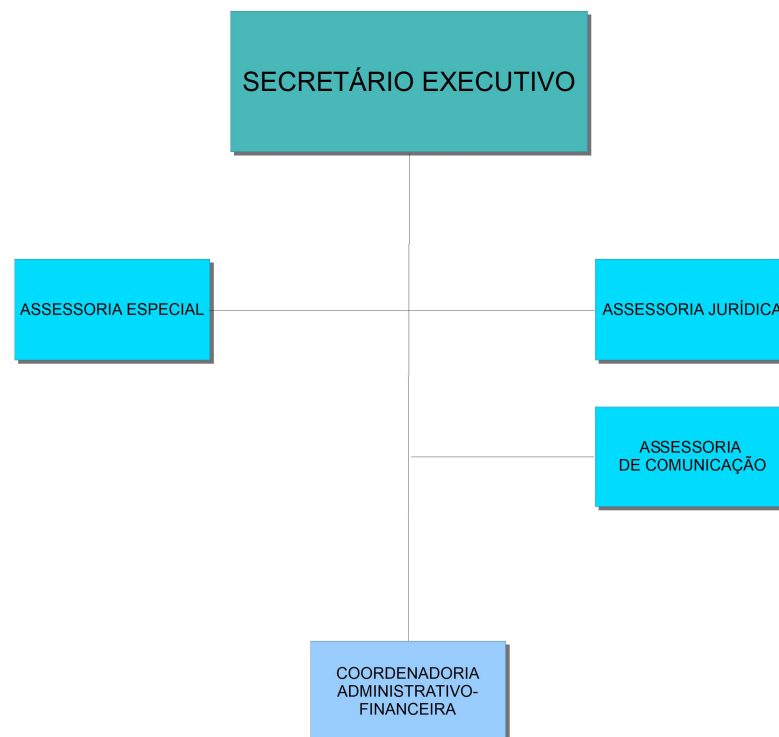 SECRETÁRIO EXECUTIVO
ASSESSORIA ESPECIAL
ASSESSORIA JURÍDICA
ASSESSORIA
DE COMUNICAÇÃO
COORDENADORIA
ADMINISTRATIVO-
FINANCEIRA